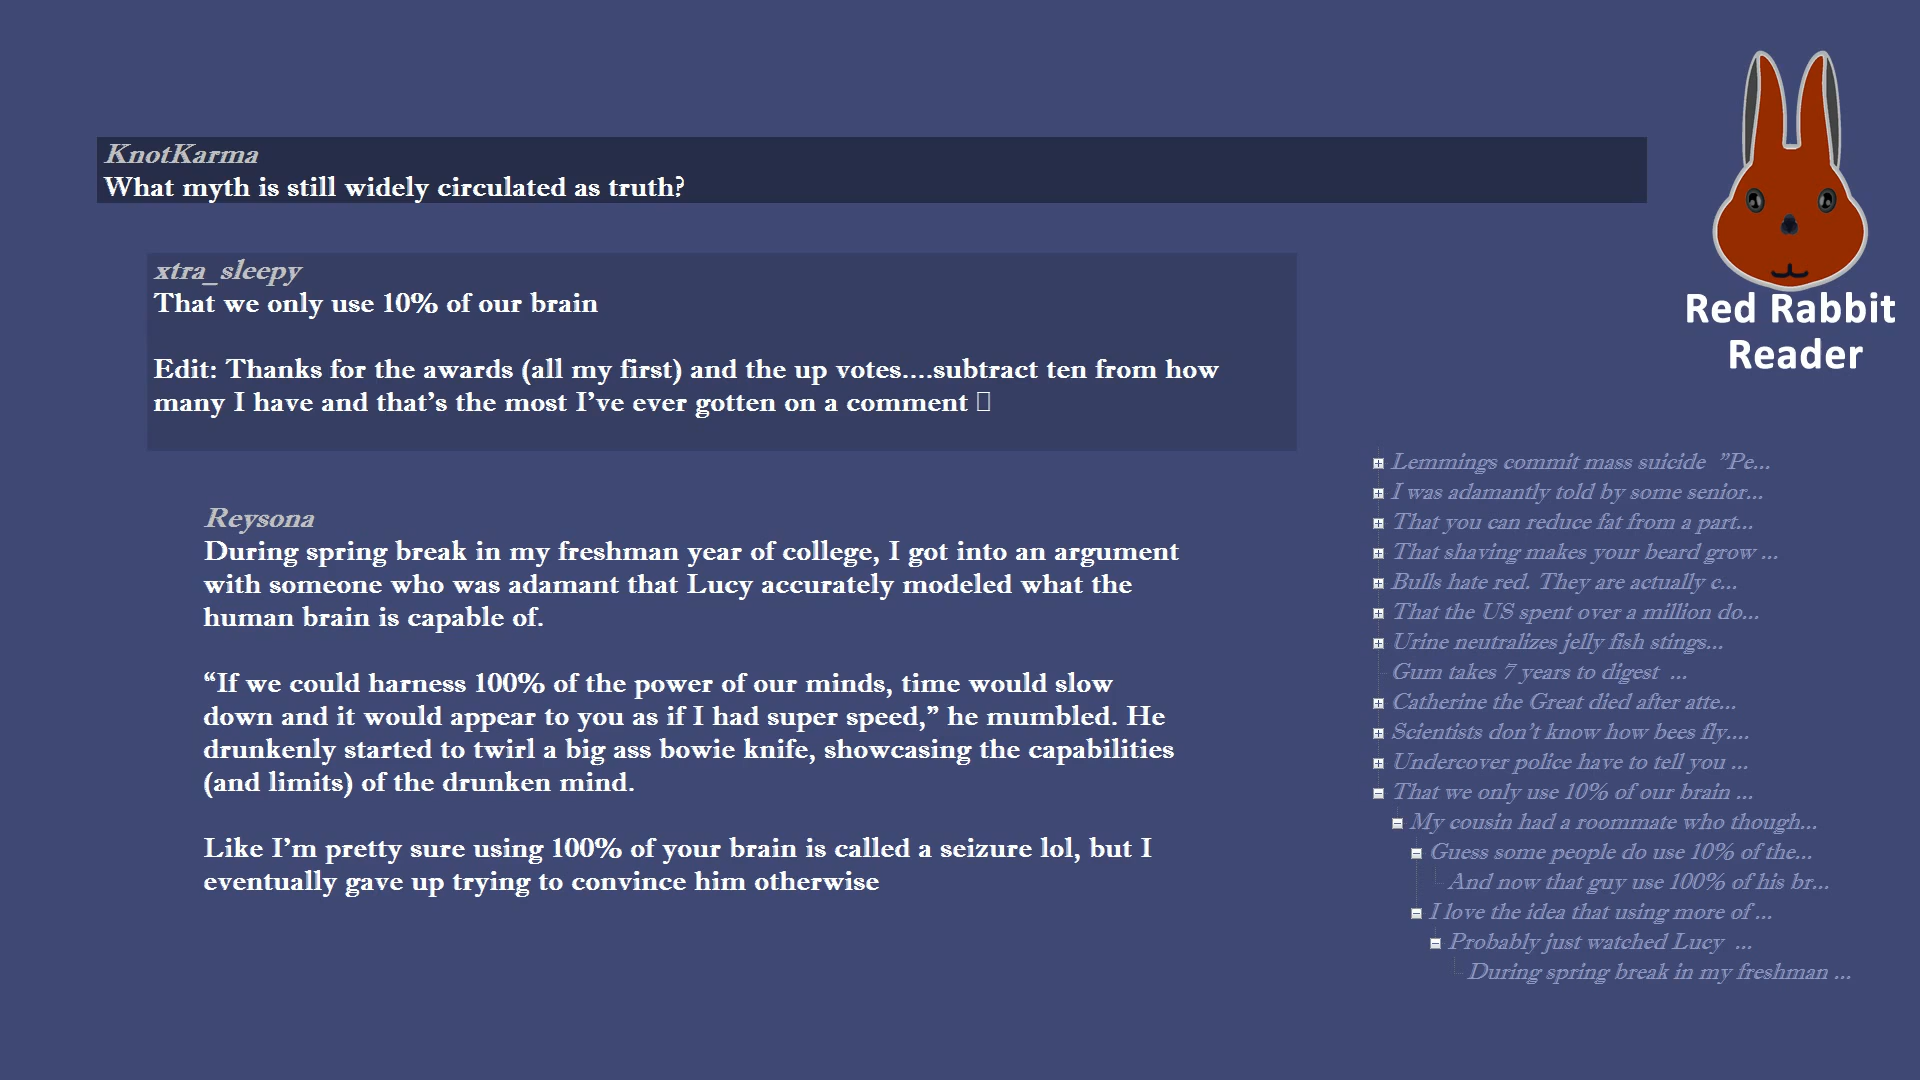 KnotKarma
What myth is still widely circulated as truth?
xtra_sleepy
That we only use 10% of our brain
Edit: Thanks for the awards (all my first) and the up votes....subtract ten from how
many I have and that’s the most I’ve ever gotten on a comment
Reysona
During spring break in my freshman year of college, I got into an argument
with someone who was adamant that Lucy accurately modeled what the
human brain is capable of.
“If we could harness 100% of the power of our minds, time would slow
down and it would appear to you as if I had super speed,” he mumbled. He
drunkenly started to twirl a big ass bowie knife, showcasing the capabilities
(and limits) of the drunken mind.
Like I’m pretty sure using 100% of your brain is called a seizure lol, but I
eventually gave up trying to convince him otherwise
Red Rabbit
Reader
Lemmings commit mass suicide ”Pe...
I was adamantly told by some senior...
That you can reduce fat from a part...
That shaving makes your beard grow ...
Bulls hate red. They are actually c...
That the US spent over a million do...
Urine neutralizes jelly fish stings...
Gum takes 7 years to digest ...
Catherine the Great died after atte...
Scientists don’t know how bees fly....
Undercover police have to tell you ...
That we only use 10% of our brain ...
My cousin had a roommate who though...
Guess some people do use 10% of the...
And now that guy use 100% of his br...
I love the idea that using more of ...
Probably just watched Lucy ...
During spring break in my freshman ...